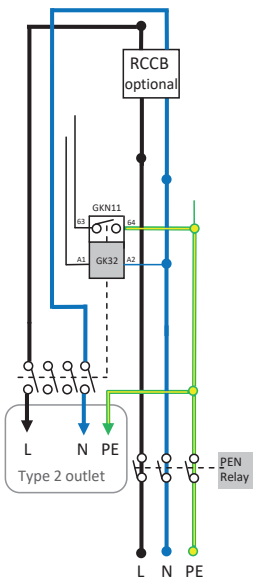 RCCB
optional
GKN11
63 64
A1 GK32 A2
L N PE
Type 2 outlet
PEN
Relay
L N PE